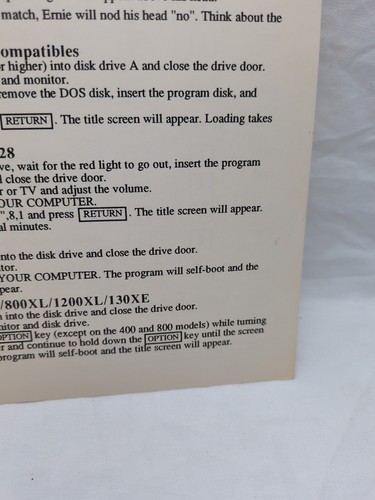 match, Ernie will nod his head "no". Think about the
ompatibles
r higher) into disk drive A and close the drive door.
and monitor.
remove the DOS disk, insert the program disk, and
RETURN . The title screen will appear. Loading takes
28
ve, wait for the red light to go out, insert the program
close the drive door.
r or TV and adjust the volume.
OUR COMPUTER.
",8,1 and press RETURN . The title screen will appear.
al minutes.
nto the disk drive and close the drive door.
tor.
YOUR COMPUTER. The program will self-boot and the
pear.
/800XL/1200XL/130XE
into the disk drive and close the drive door.
nitor and disk drive.
OPTION key (except on the 400 and 800 models) while turning
r and continue to hold down the OPTION key until the screen
program will self-boot and the title screen will appear.